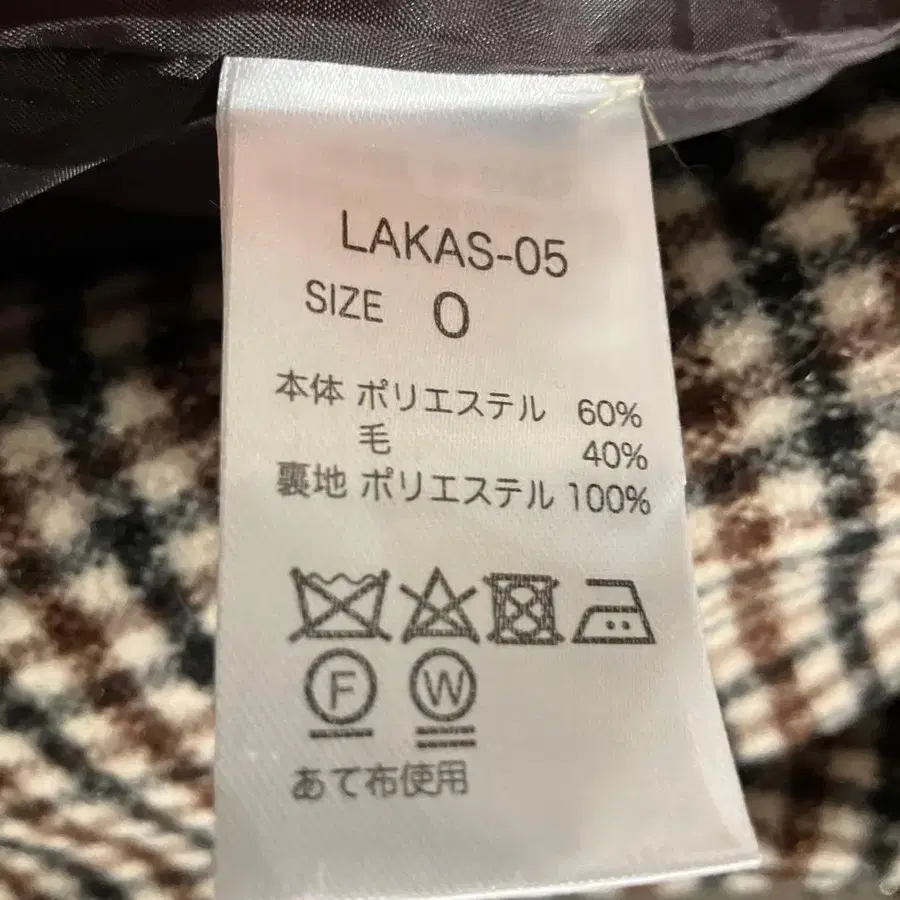 LAKAS-05
SIZE O
本体 ポリエステル 60%
毛 40%
裏地 ポリエステル 100%
F W
あて布使用